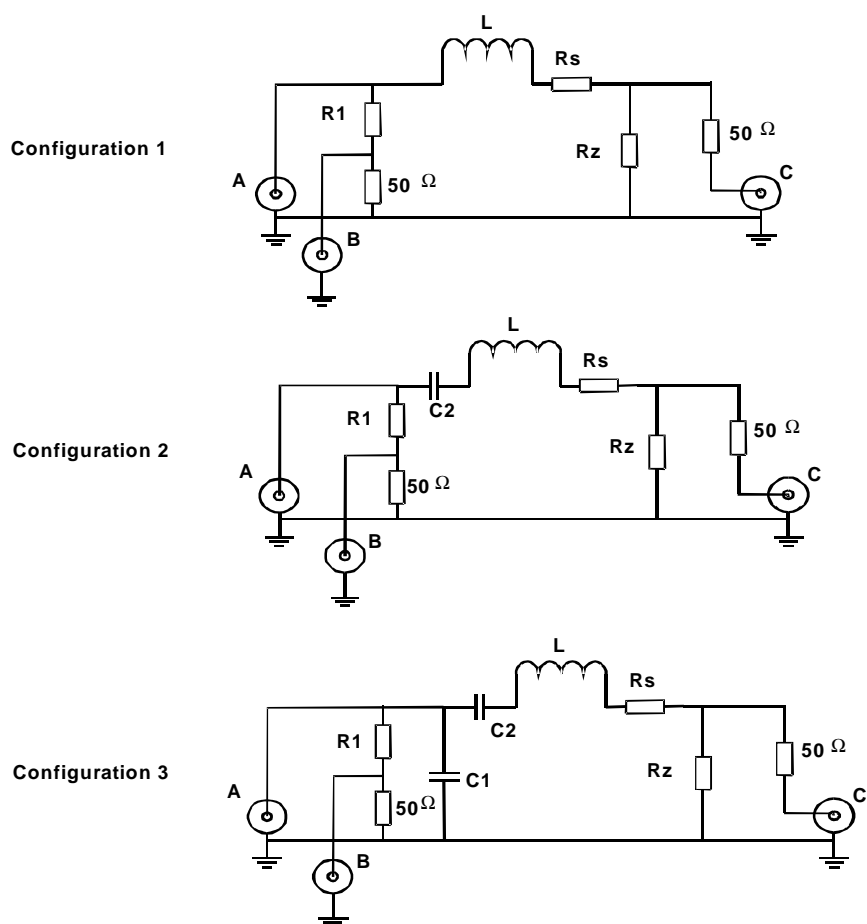 L
Rs
R1
50 Ω
Configuration 1
Rz
50 Ω
A
C
B
L
Rs
C2
R1
50 Ω
Configuration 2
Rz
50 Ω
A
C
B
L
Rs
C2
R1
50 Ω
Configuration 3
C1
Rz
50Ω
A
C
B